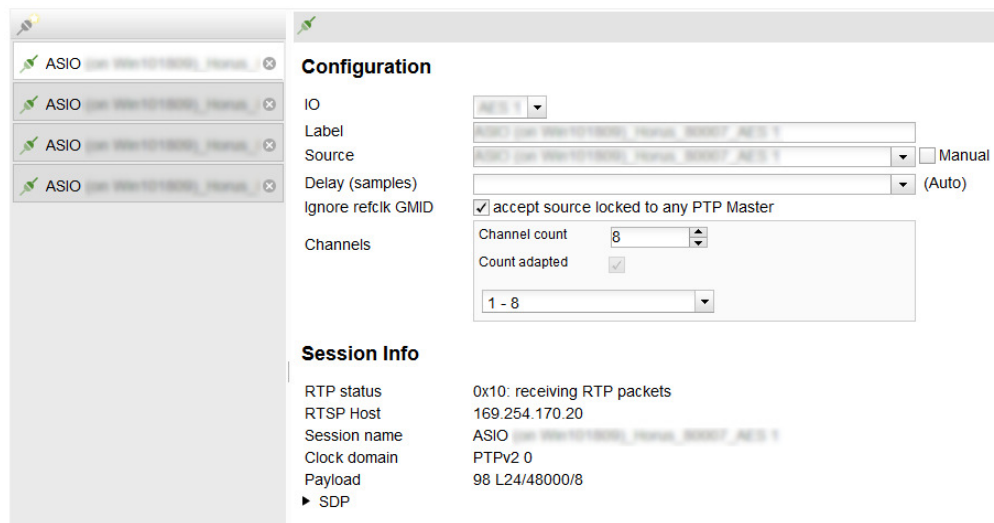 ASIO
ASIO
ASIO
ASIO
Configuration
IO
Label
Source Manual
Delay (samples) (Auto)
Ignore refclk GMID accept source locked to any PTP Master
Channels
Channel count 8
Count adapted
1 - 8
Session Info
RTP status 0x10: receiving RTP packets
RTSP Host 169.254.170.20
Session name ASIO
Clock domain PTPv2 0
Payload 98 L24/48000/8
SDP